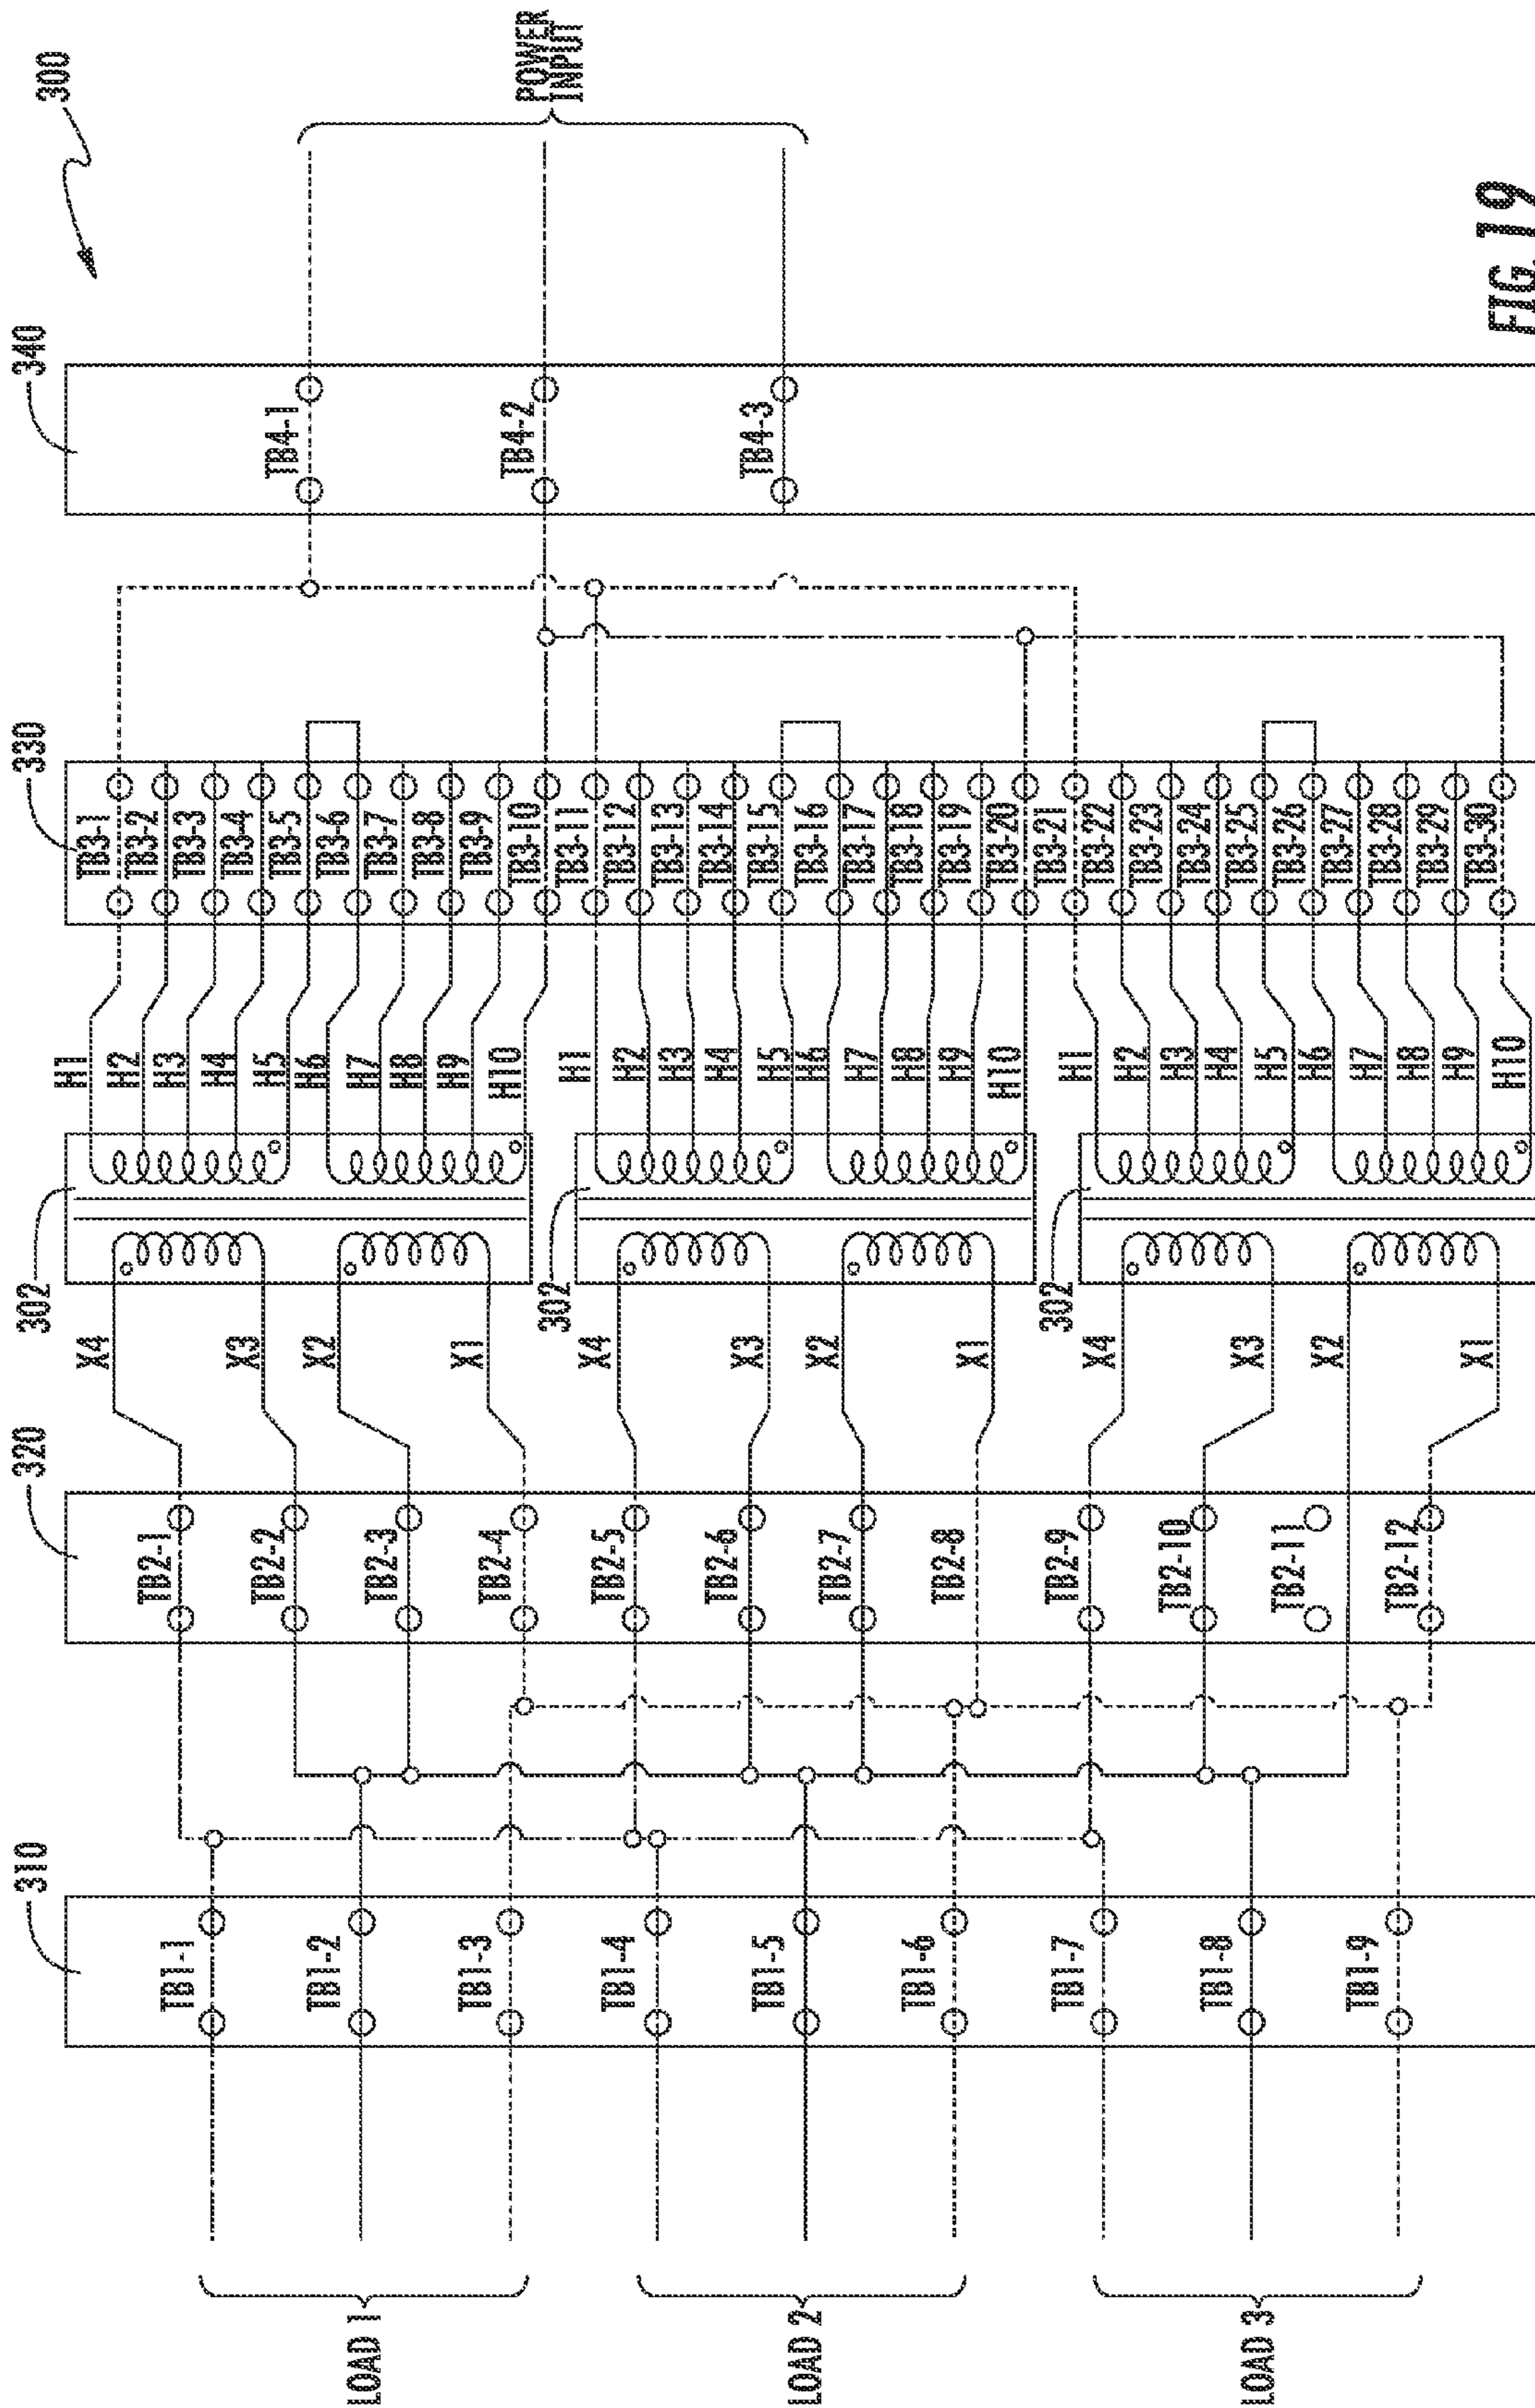 300
POWER
INPUT
340
TB4-1
TB4-2
TB4-3
FIG. 19
330
TB3-1
TB3-2
TB3-3
TB3-4
TB3-5
TB3-6
TB3-7
TB3-8
TB3-9
TB3-10
TB3-11
TB3-12
TB3-13
TB3-14
TB3-15
TB3-16
TB3-17
TB3-18
TB3-19
TB3-20
TB3-21
TB3-22
TB3-23
TB3-24
TB3-25
TB3-26
TB3-27
TB3-28
TB3-29
TB3-30
H1
H2
H3
H4
H5
H6
H7
H8
H9
H10
H1
H2
H3
H4
H5
H6
H7
H8
H9
H10
H1
H2
H3
H4
H5
H6
H7
H8
H9
H10
302
302
302
X4
X3
X2
X1
X4
X3
X2
X1
X4
X3
X2
X1
320
TB2-1
TB2-2
TB2-3
TB2-4
TB2-5
TB2-6
TB2-7
TB2-8
TB2-9
TB2-10
TB2-11
TB2-12
310
TB1-1
TB1-2
TB1-3
TB1-4
TB1-5
TB1-6
TB1-7
TB1-8
TB1-9
LOAD 1
LOAD 2
LOAD 3